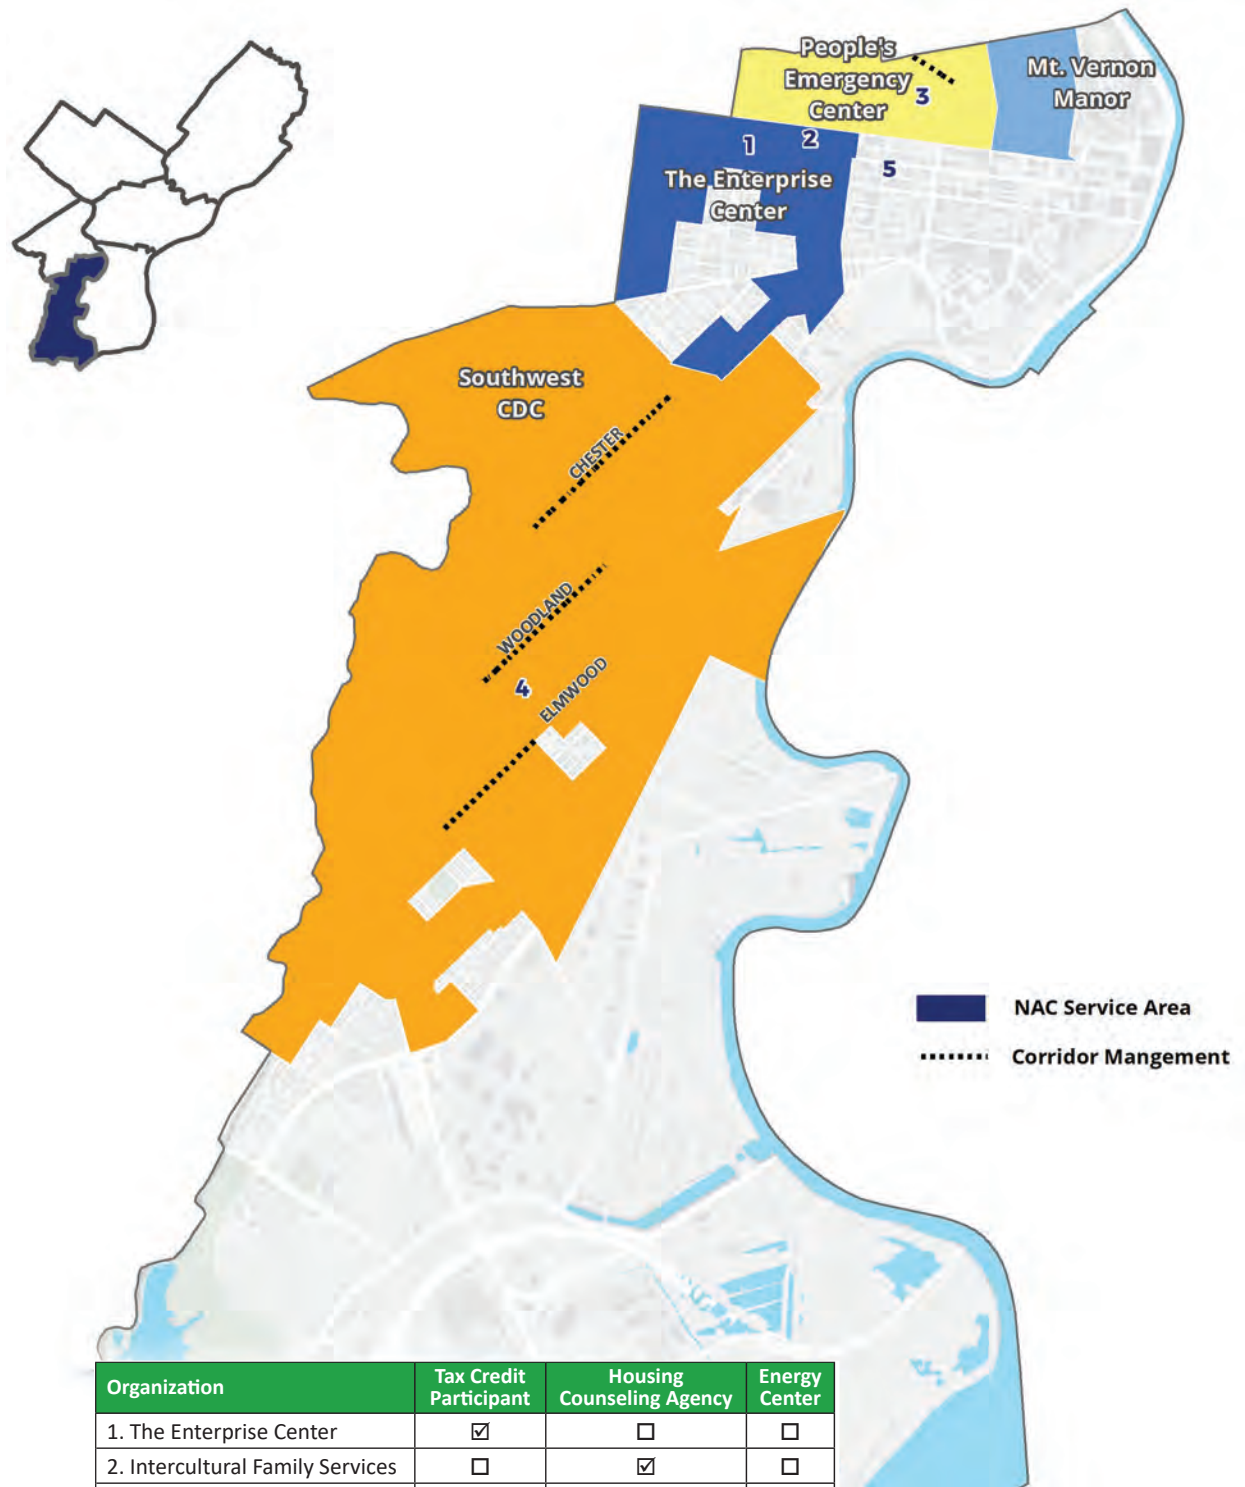 People's
Emergency
Center
3
Mt. Vernon
Manor
1
2
5
The Enterprise
Center
Southwest
CDC
CHESTER
WOODLAND
4
ELMWOOD
NAC Service Area
Corridor Mangement
Organization
Tax Credit
Participant
Housing
Counseling Agency
Energy
Center
1. The Enterprise Center ☑ ☐ ☐
2. Intercultural Family Services ☐ ☑ ☐